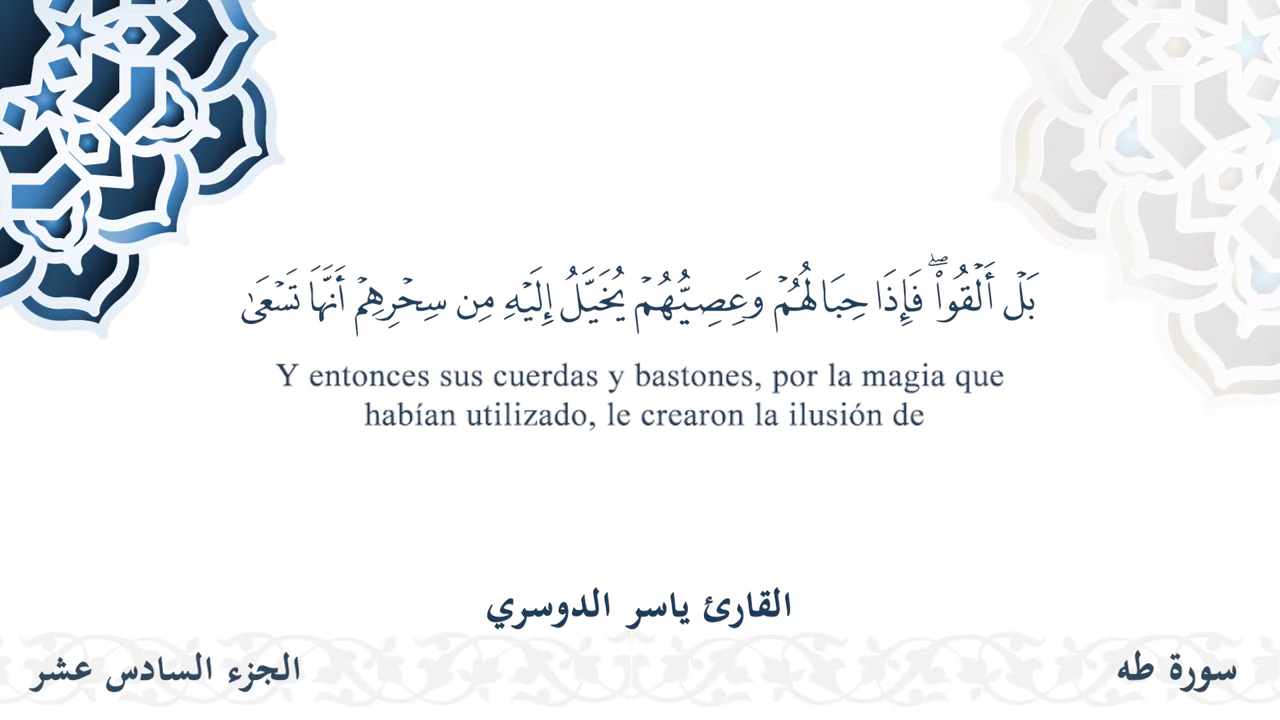 بَلۡ أَلۡقُواْۖ فَإِذَا حِبَالُهُمۡ وَعِصِيُّهُمۡ يُخَيَّلُ إِلَيۡهِ مِن سِحۡرِهِمۡ أَنَّهَا تَسۡعَىٰ
Y entonces sus cuerdas y bastones, por la magia que
habían utilizado, le crearon la ilusión de
القارئ ياسر الدوسري
سورة طه
الجزء السادس عشر